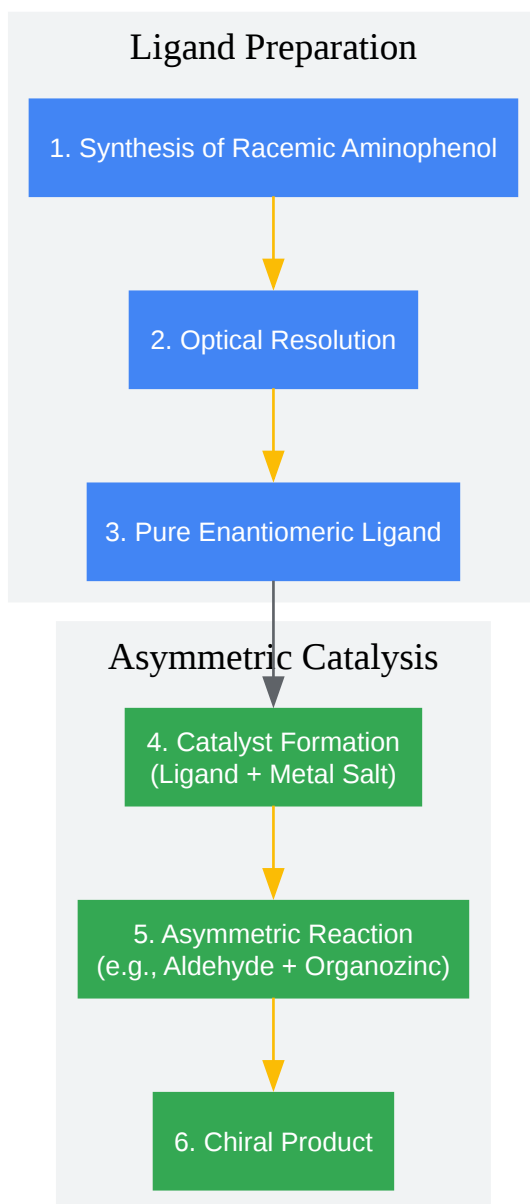 Ligand Preparation
1. Synthesis of Racemic Aminophenol
2. Optical Resolution
3. Pure Enantiomeric Ligand
Asymmetric Catalysis
4. Catalyst Formation
(Ligand + Metal Salt)
5. Asymmetric Reaction
(e.g., Aldehyde + Organozinc)
6. Chiral Product